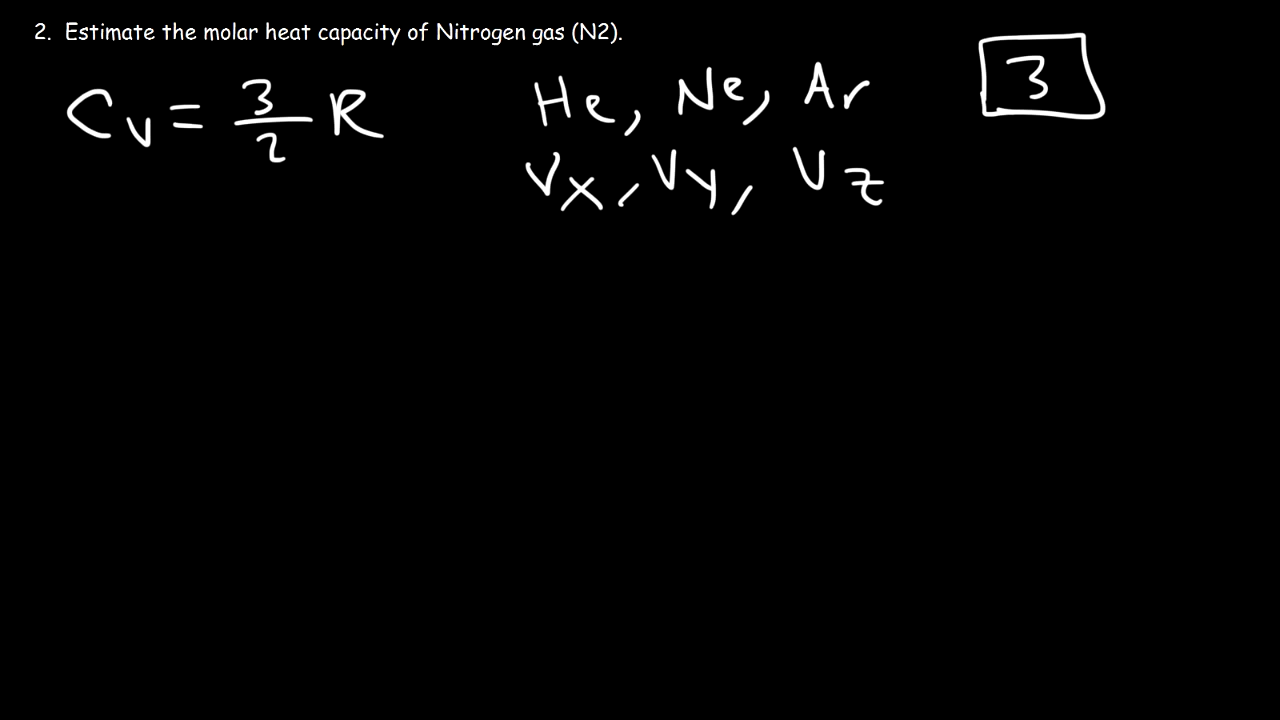 2. Estimate the molar heat capacity of Nitrogen gas (N2).
Cv = 3/2 R
He, Ne, Ar
3
Vx, Vy, Vz